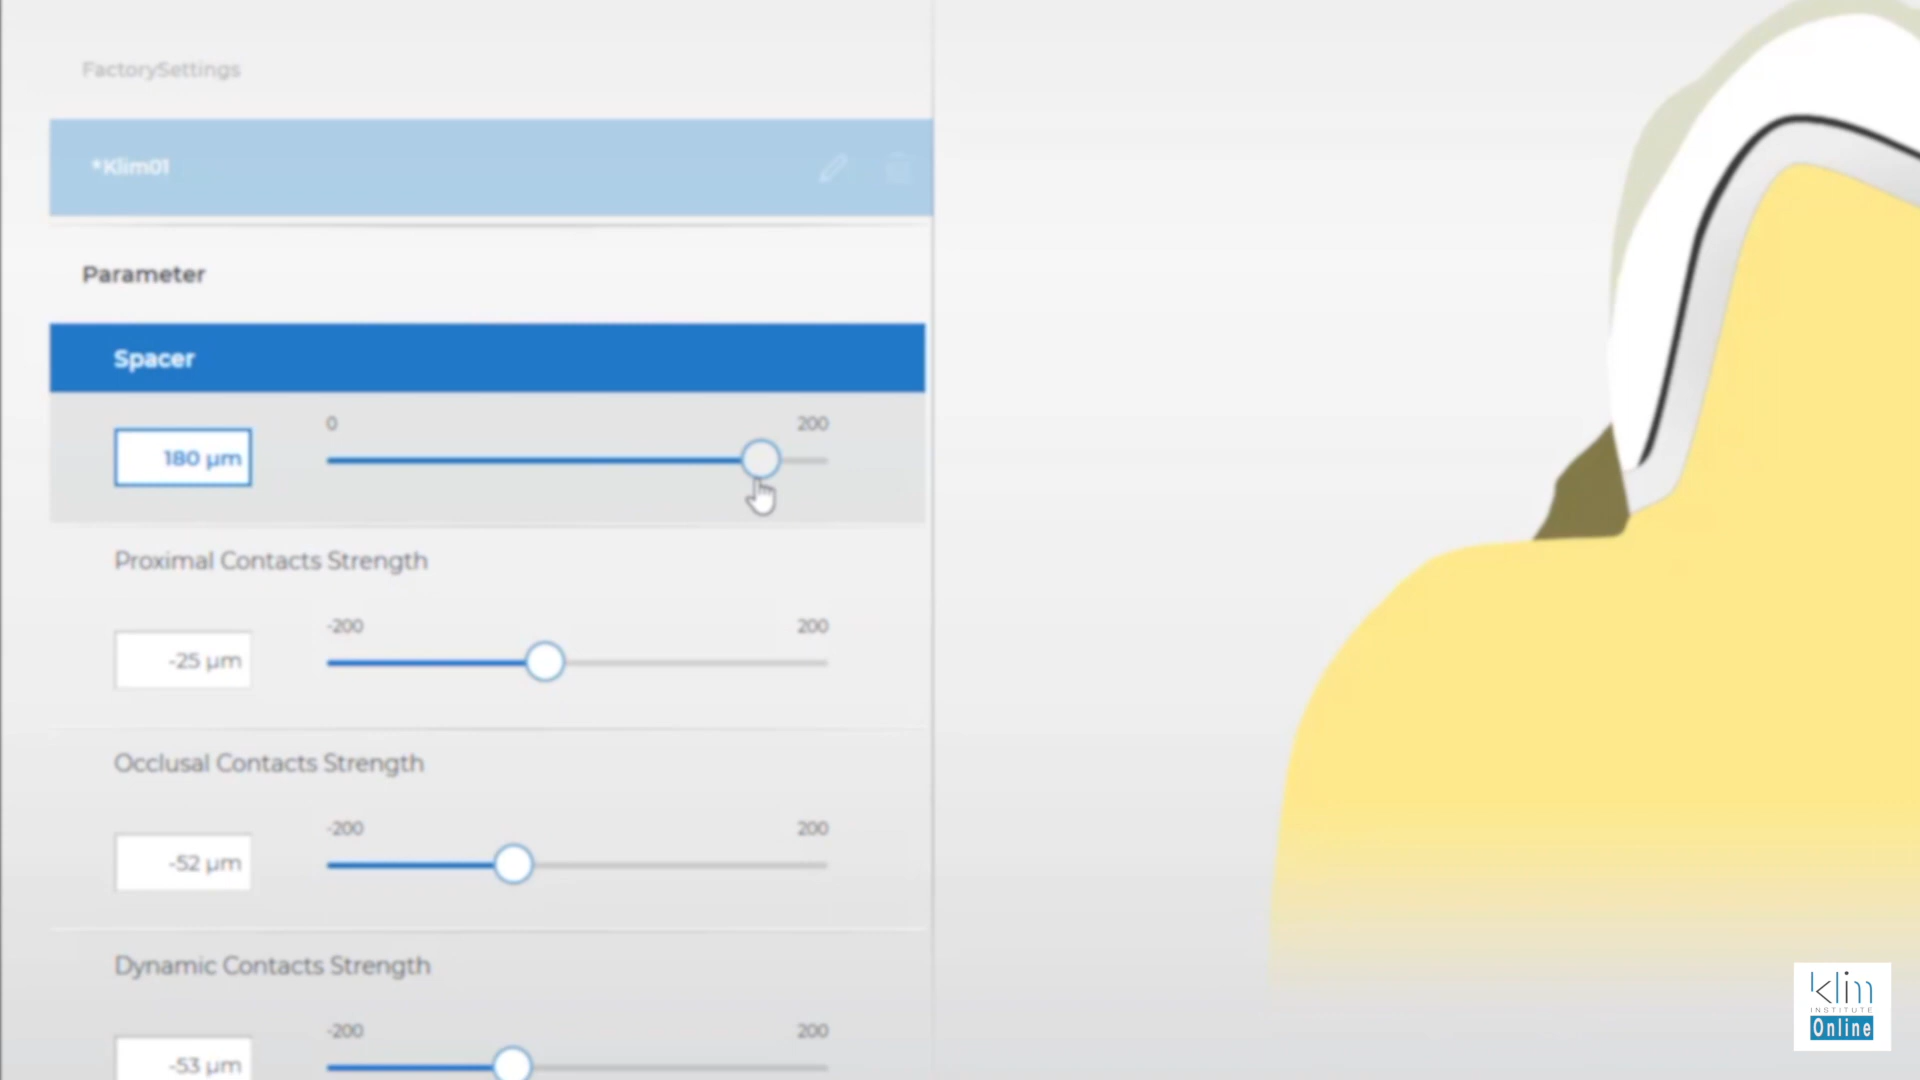 FactorySettings
*Klim01
Parameter
Spacer
0 200
180 µm
Proximal Contacts Strength
-200 200
-25 µm
Occlusal Contacts Strength
-200 200
-52 µm
Dynamic Contacts Strength
-200 200
-53 µm
klim
INSTITUTE
Online